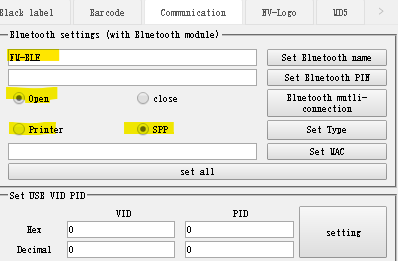 Black label Barcode Communication NV-Logo MD5 >
Bletooth settings (with Bluetooth module)
FW-BLE Set Bluetooth name
Set Bluetooth PIN
Open close Bluetooth mutli-
connection
Printer SPP Set Type
Set MAC
set all
Set USB VID PID
VID PID
Hex 0 0 setting
Decimal 0 0